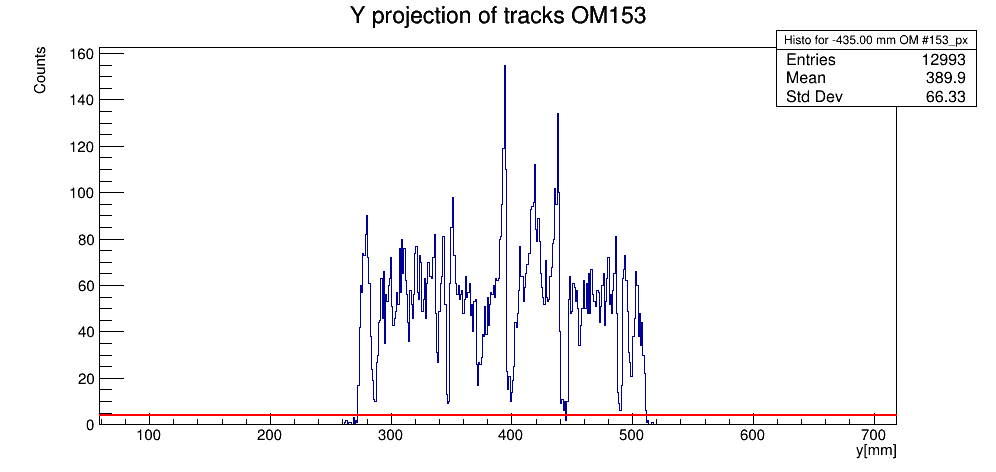 Y projection of tracks OM153
Histo for -435.00 mm OM #153_px
Entries 12993
Mean 389.9
Std Dev 66.33
Counts
160
140
120
100
80
60
40
20
0
100 200 300 400 500 600 700
y[mm]